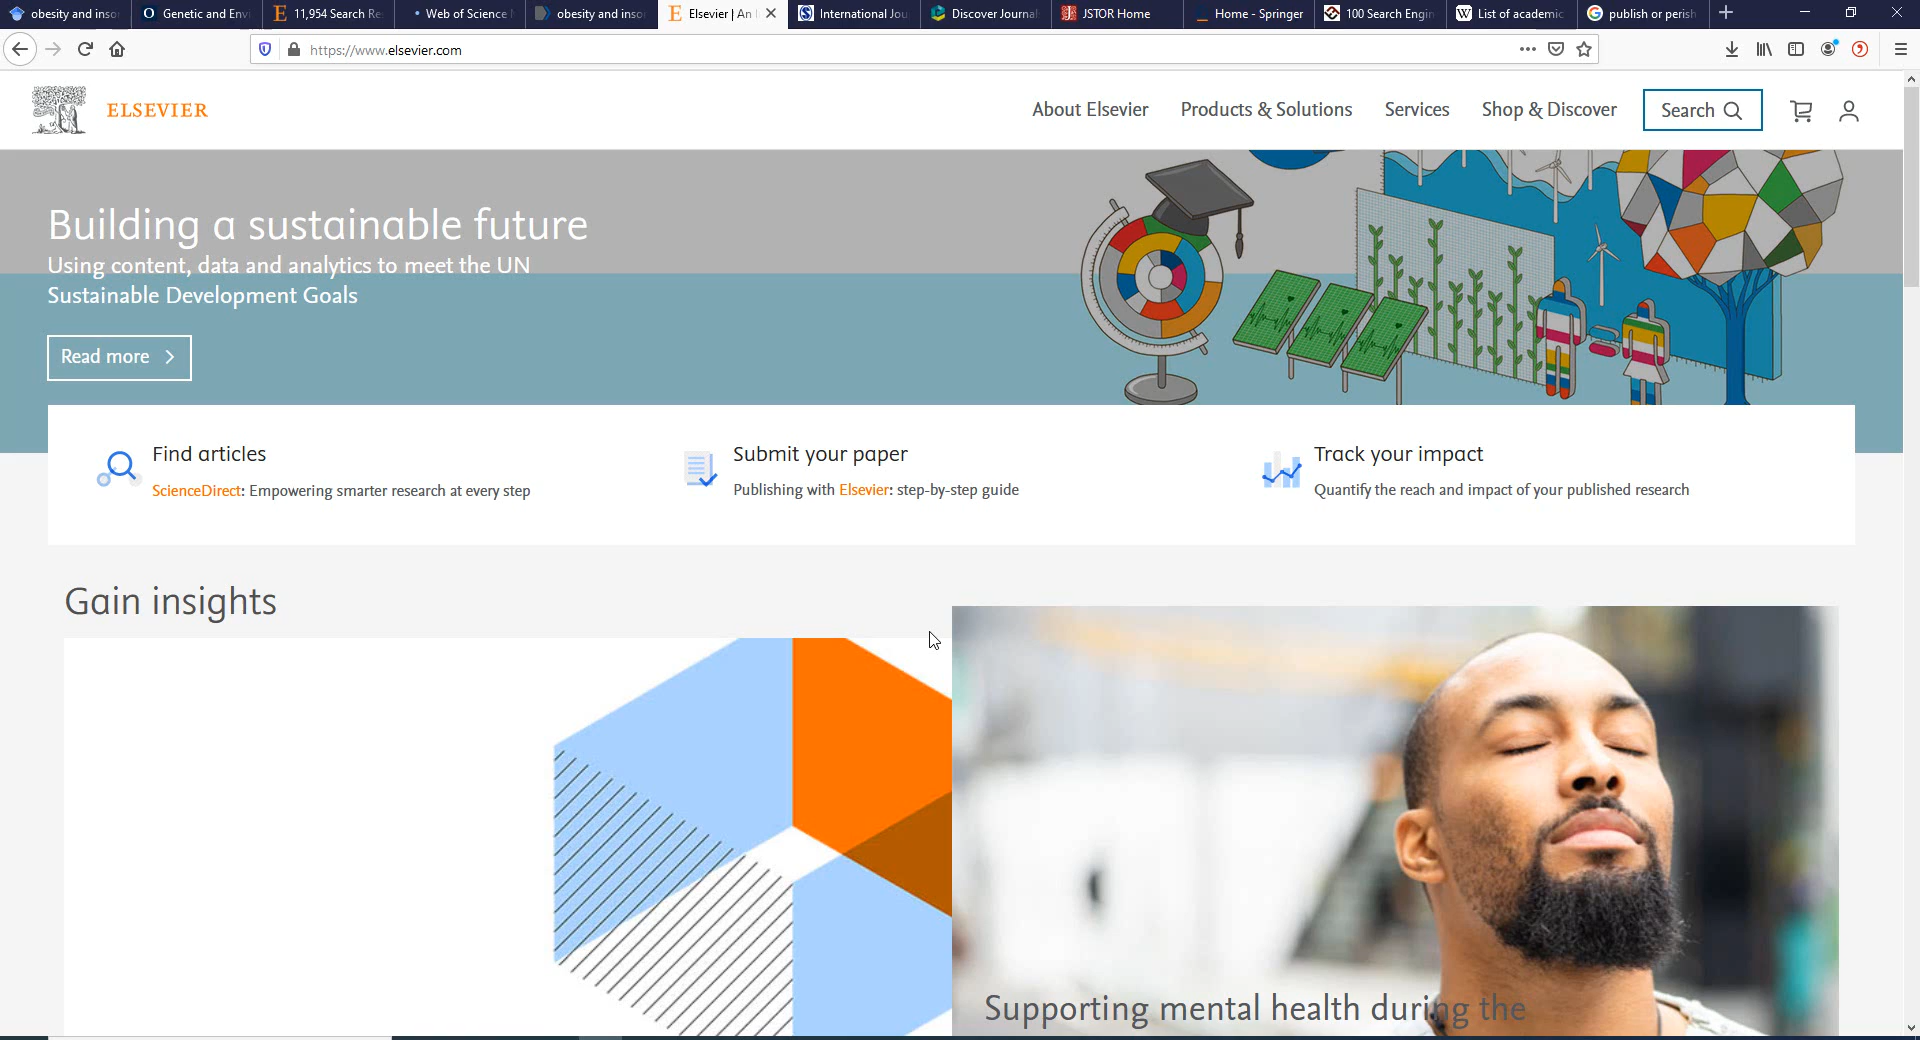 obesity and inso
Genetic and Envi
11,954 Search Re
Web of Science
obesity and inso
Elsevier | An
International Jou
Discover Journal
JSTOR Home
Home - Springer
100 Search Engin
List of academic
publish or perish
https://www.elsevier.com
ELSEVIER
About Elsevier
Products & Solutions
Services
Shop & Discover
Search
Building a sustainable future
Using content, data and analytics to meet the UN
Sustainable Development Goals
Read more
Find articles
ScienceDirect: Empowering smarter research at every step
Submit your paper
Publishing with Elsevier: step-by-step guide
Track your impact
Quantify the reach and impact of your published research
Gain insights
Supporting mental health during the